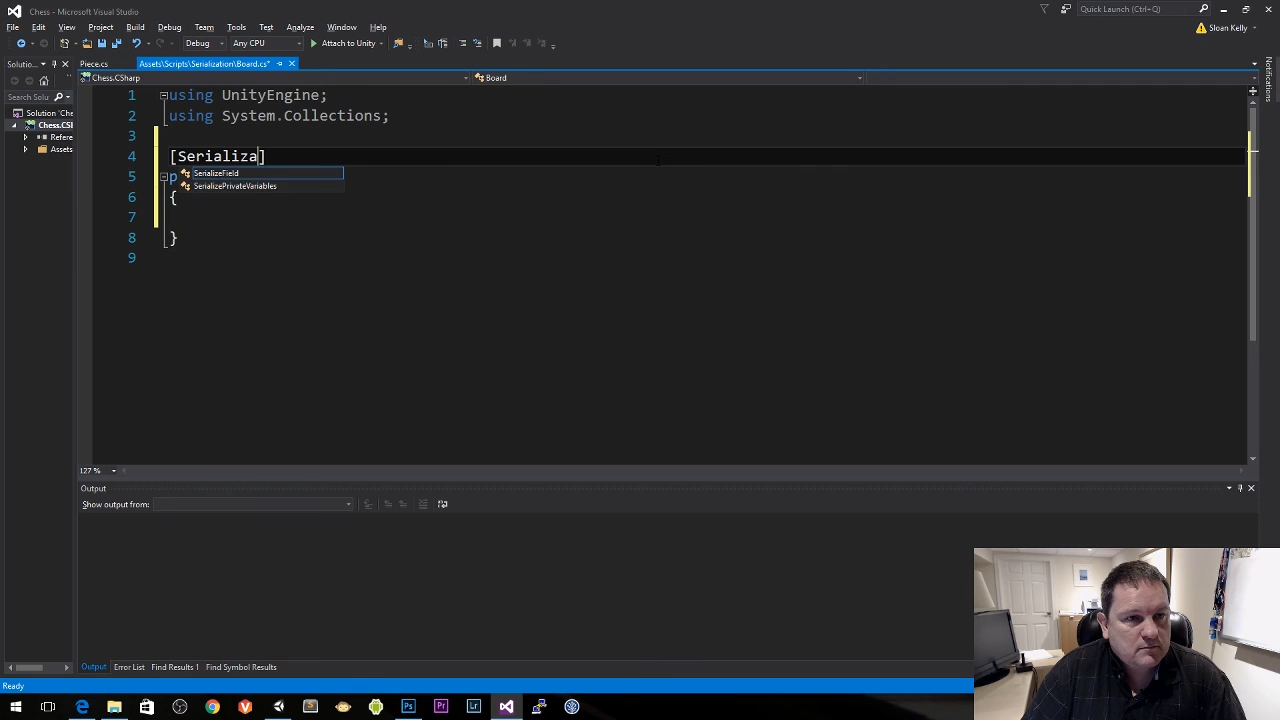 Chess - Microsoft Visual Studio
Quick Launch (Ctrl+Q)
File Edit View Project Build Debug Team Tools Test Analyze Window Help
Sloan Kelly
Debug Any CPU Attach to Unity
Solutio... Piece.cs Assets\Scripts\Serialization\Board.cs*
Chess.CSharp Board
Search Solu
Solution 'Che
Chess.CSl
Refere
Assets
1 using UnityEngine;
2 using System.Collections;
3
4 [Serializa]
SerializeField
5 p
SerializePrivateVariables
6 {
7
8 }
9
Notifications
127 %
Output
Show output from:
Output Error List Find Results 1 Find Symbol Results
Ready